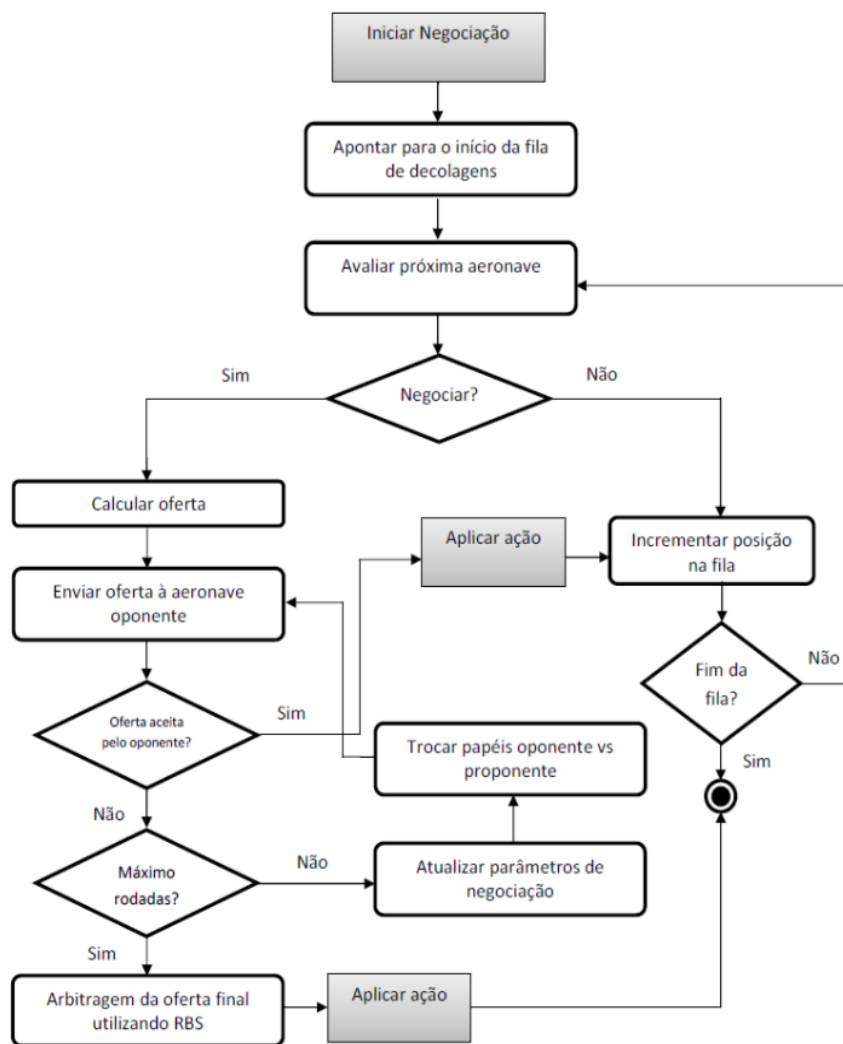 Iniciar Negociação
Apontar para o início da fila
de decolagens
Avaliar próxima aeronave
Sim
Não
Negociar?
Calcular oferta
Aplicar ação
Incrementar posição
na fila
Enviar oferta à aeronave
oponente
Fim da
fila?
Não
Oferta aceita
pelo oponente?
Sim
Trocar papéis oponente vs
proponente
Sim
Não
Máximo
rodadas?
Não
Atualizar parâmetros de
negociação
Sim
Arbitragem da oferta final
utilizando RBS
Aplicar ação